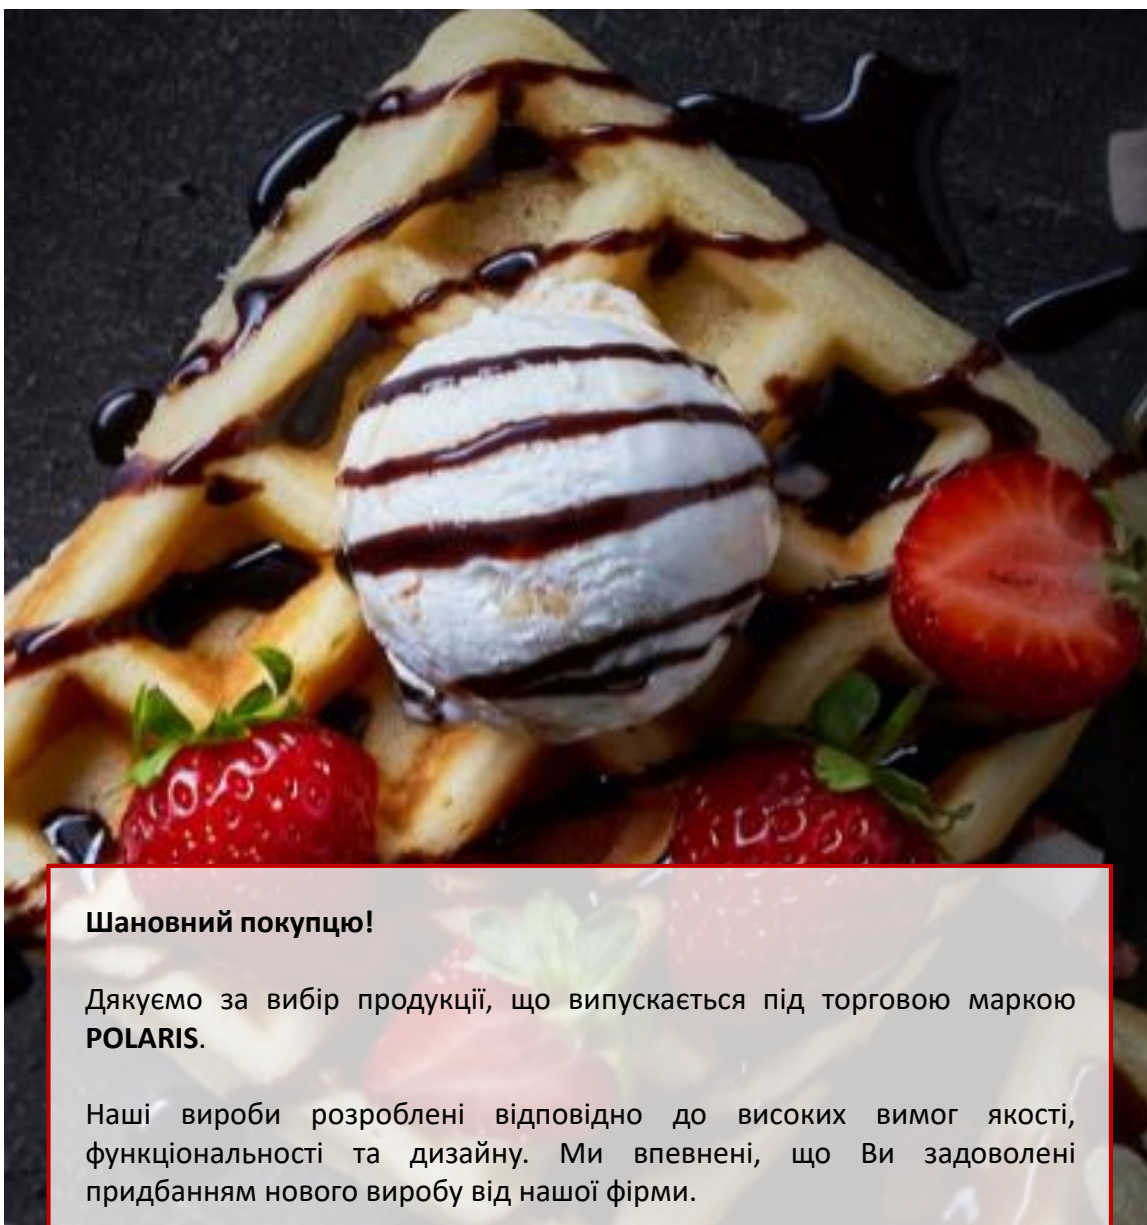 Шановний покупцю!
Дякуємо за вибір продукції, що випускається під торговою маркою
POLARIS.
Наші вироби розроблені відповідно до високих вимог якості,
функціональності та дизайну. Ми впевнені, що Ви задоволені
придбанням нового виробу від нашої фірми.